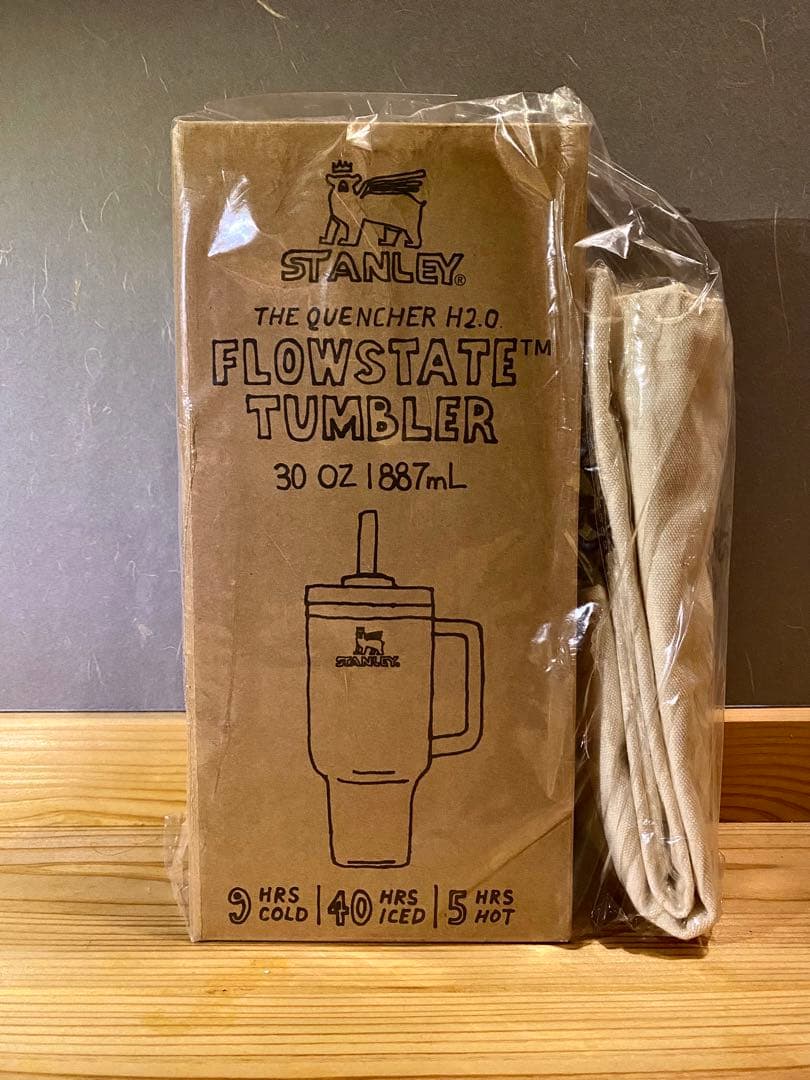 STANLEY®
THE QUENCHER H2.0
FLOWSTATE™
TUMBLER
30 OZ | 887mL
STANLEY
9 HRS COLD | 40 HRS ICED | 5 HRS HOT